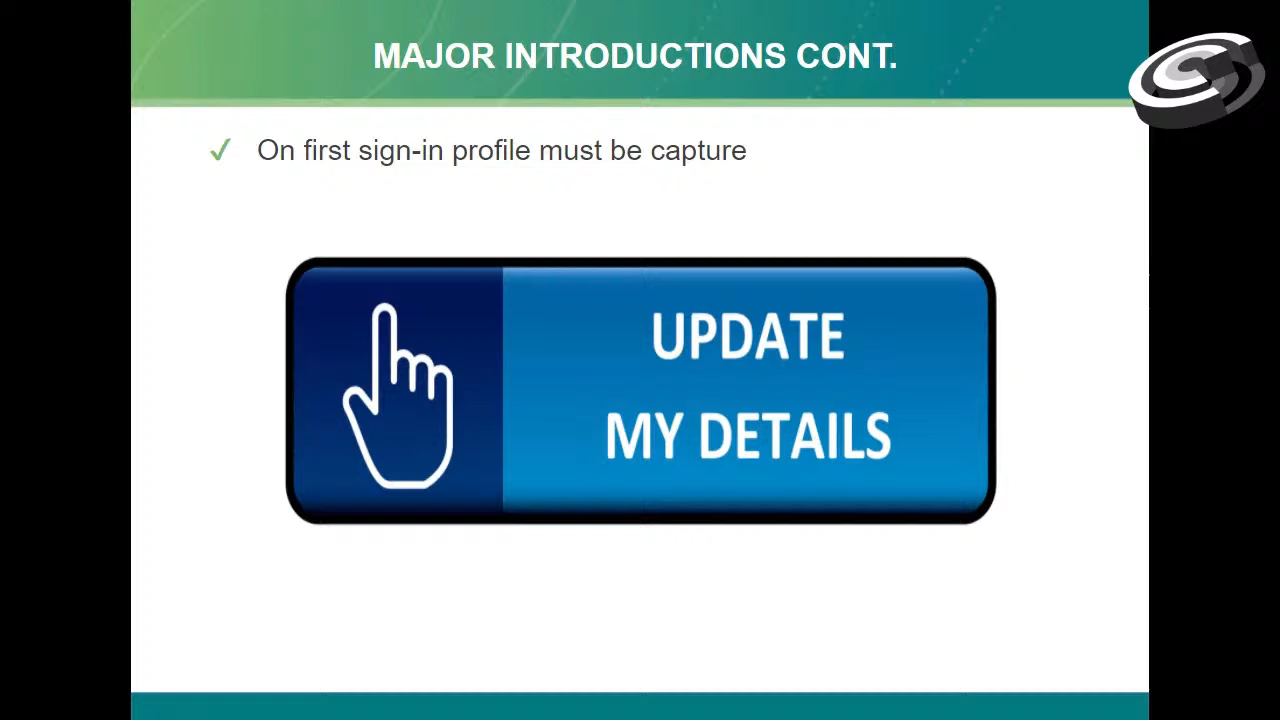 MAJOR INTRODUCTIONS CONT.
✓ On first sign-in profile must be capture
UPDATE
MY DETAILS